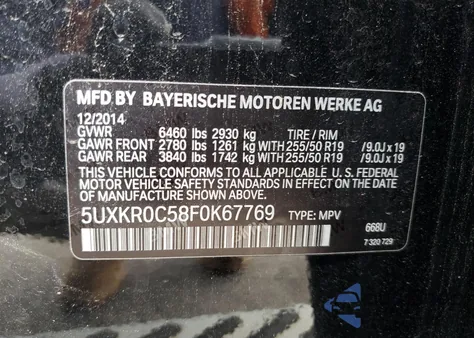 MFD BY BAYERISCHE MOTOREN WERKE AG
12/2014
GVWR 6460 lbs 2930 kg TIRE / RIM
GAWR FRONT 2780 lbs 1261 kg WITH 255/50 R19 /9.0J x 19
GAWR REAR 3840 lbs 1742 kg WITH 255/50 R19 /9.0J x 19
THIS VEHICLE CONFORMS TO ALL APPLICABLE U. S. FEDERAL
MOTOR VEHICLE SAFETY STANDARDS IN EFFECT ON THE
DATE OF MANUFACTURE SHOWN ABOVE.
5UXKR0C58F0K67769 TYPE: MPV
668U
7 320 729